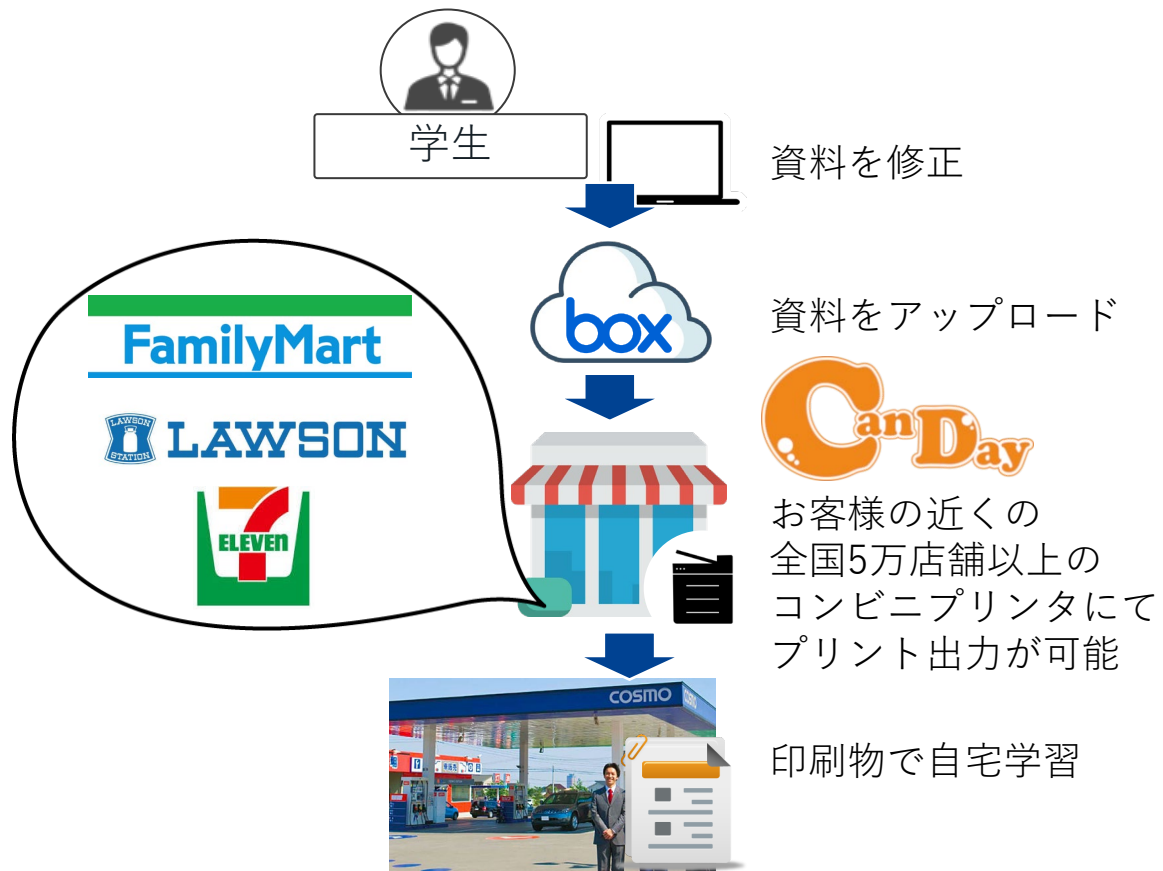 学生
資料を修正
box
資料をアップロード
FamilyMart
LAWSON
STATION
LAWSON
7
ELEVEn
CanDay
お客様の近くの
全国5万店舗以上の
コンビニプリンタにて
プリント出力が可能
COSMO
COSMO
印刷物で自宅学習